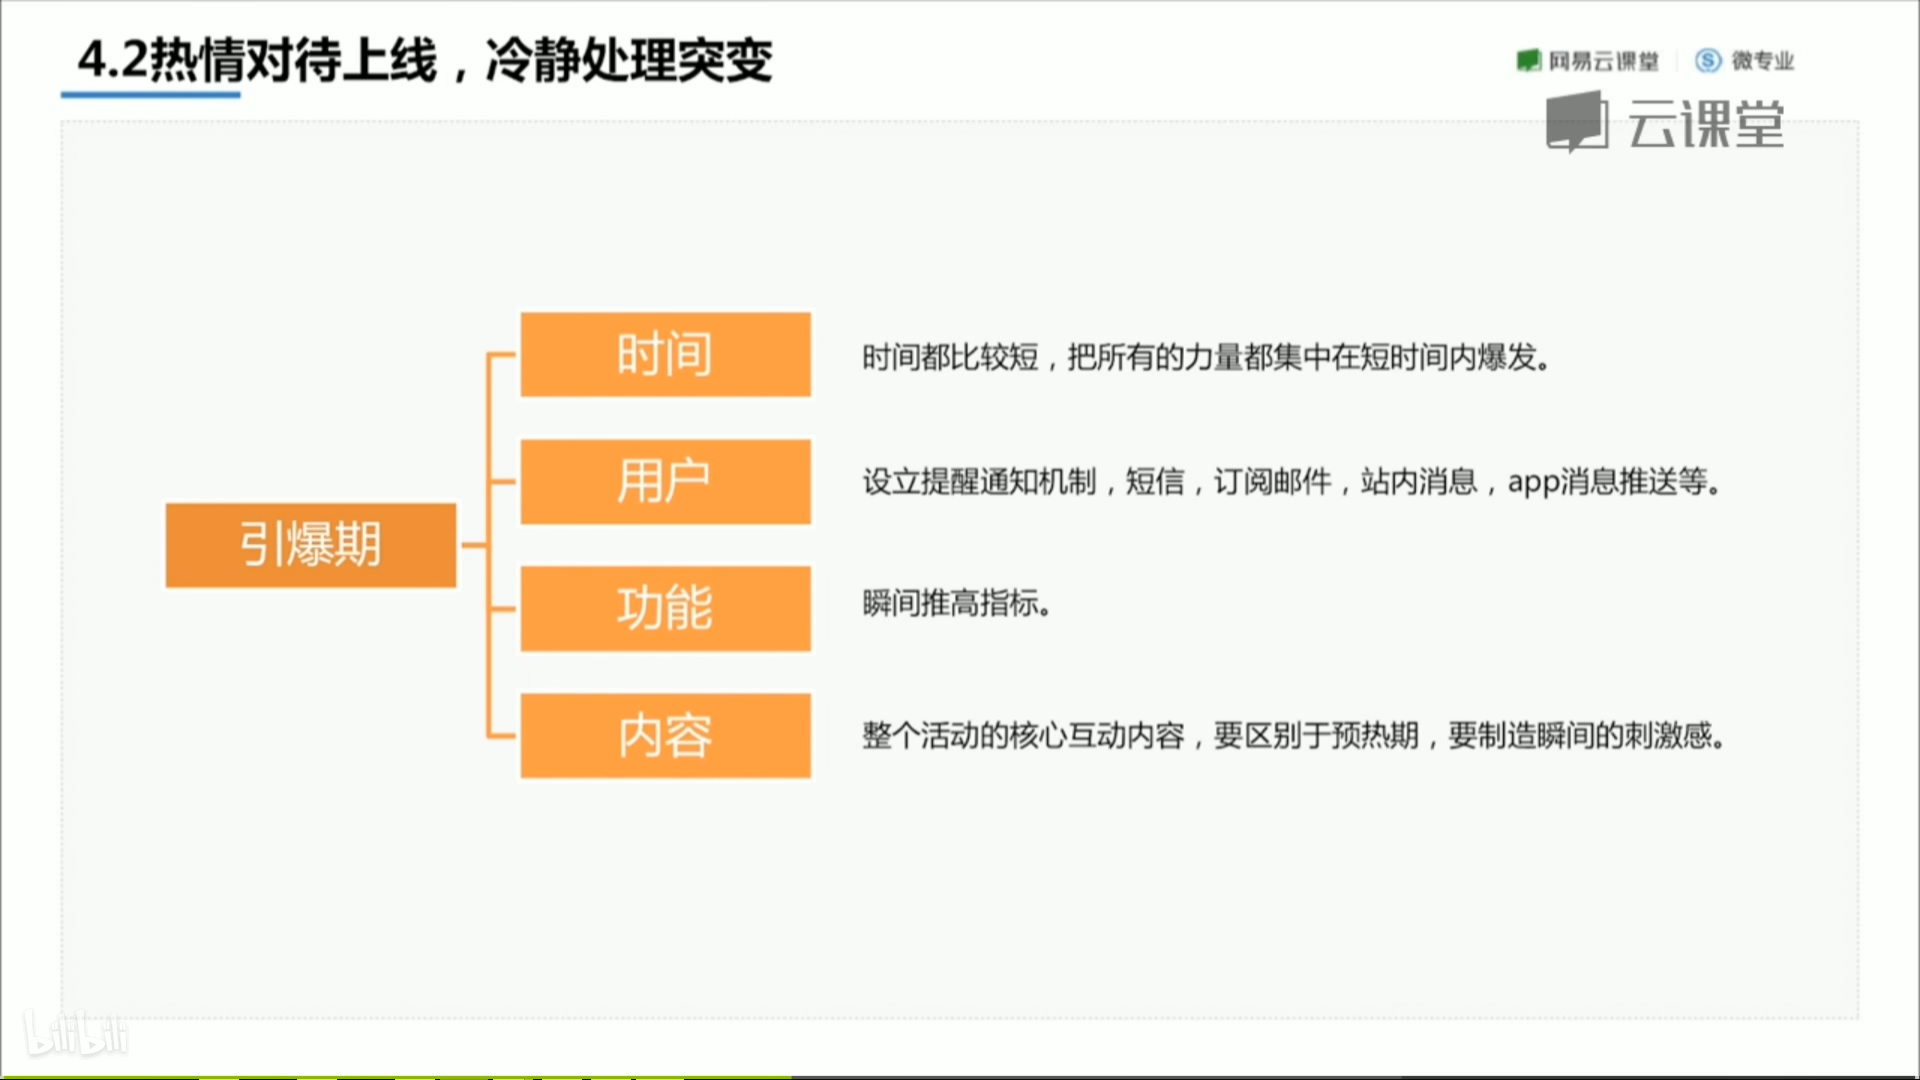 4.2热情对待上线，冷静处理突变
网易云课堂
微专业
云课堂
时间
时间都比较短，把所有的力量都集中在短时间内爆发。
用户
设立提醒通知机制，短信，订阅邮件，站内消息，app消息推送等。
引爆期
功能
瞬间推高指标。
内容
整个活动的核心互动内容，要区别于预热期，要制造瞬间的刺激感。
bilibili